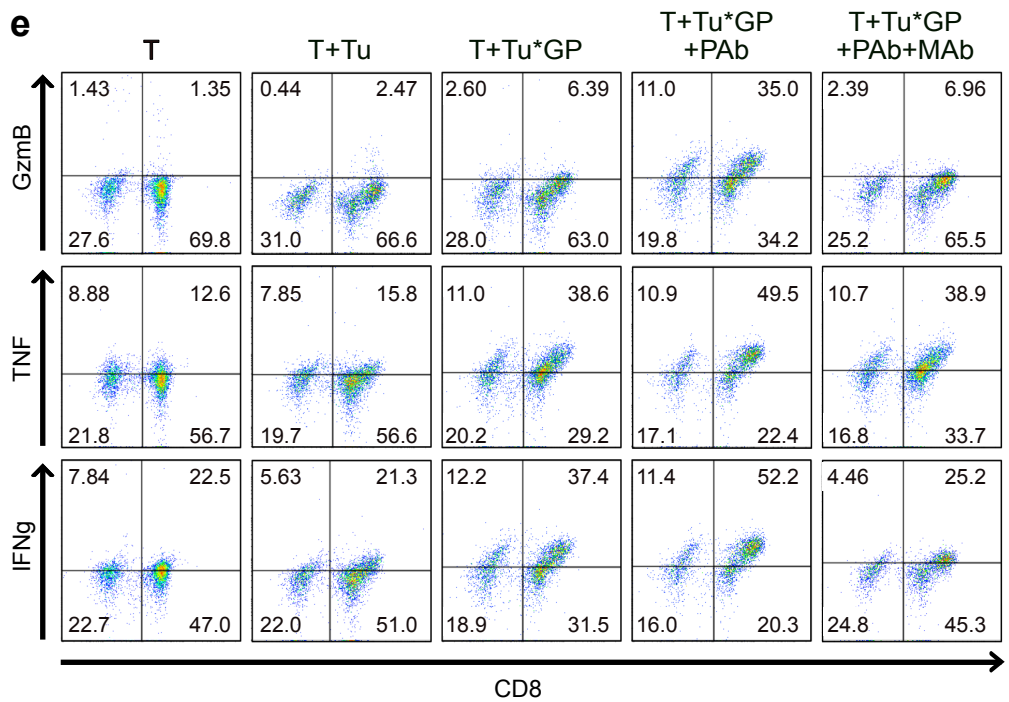 e
T
T+Tu
T+Tu*GP
T+Tu*GP
+PAb
T+Tu*GP
+PAb+MAb
GzmB
1.43 1.35
27.6 69.8
0.44 2.47
31.0 66.6
2.60 6.39
28.0 63.0
11.0 35.0
19.8 34.2
2.39 6.96
25.2 65.5
TNF
8.88 12.6
21.8 56.7
7.85 15.8
19.7 56.6
11.0 38.6
20.2 29.2
10.9 49.5
17.1 22.4
10.7 38.9
16.8 33.7
IFNg
7.84 22.5
22.7 47.0
5.63 21.3
22.0 51.0
12.2 37.4
18.9 31.5
11.4 52.2
16.0 20.3
4.46 25.2
24.8 45.3
CD8